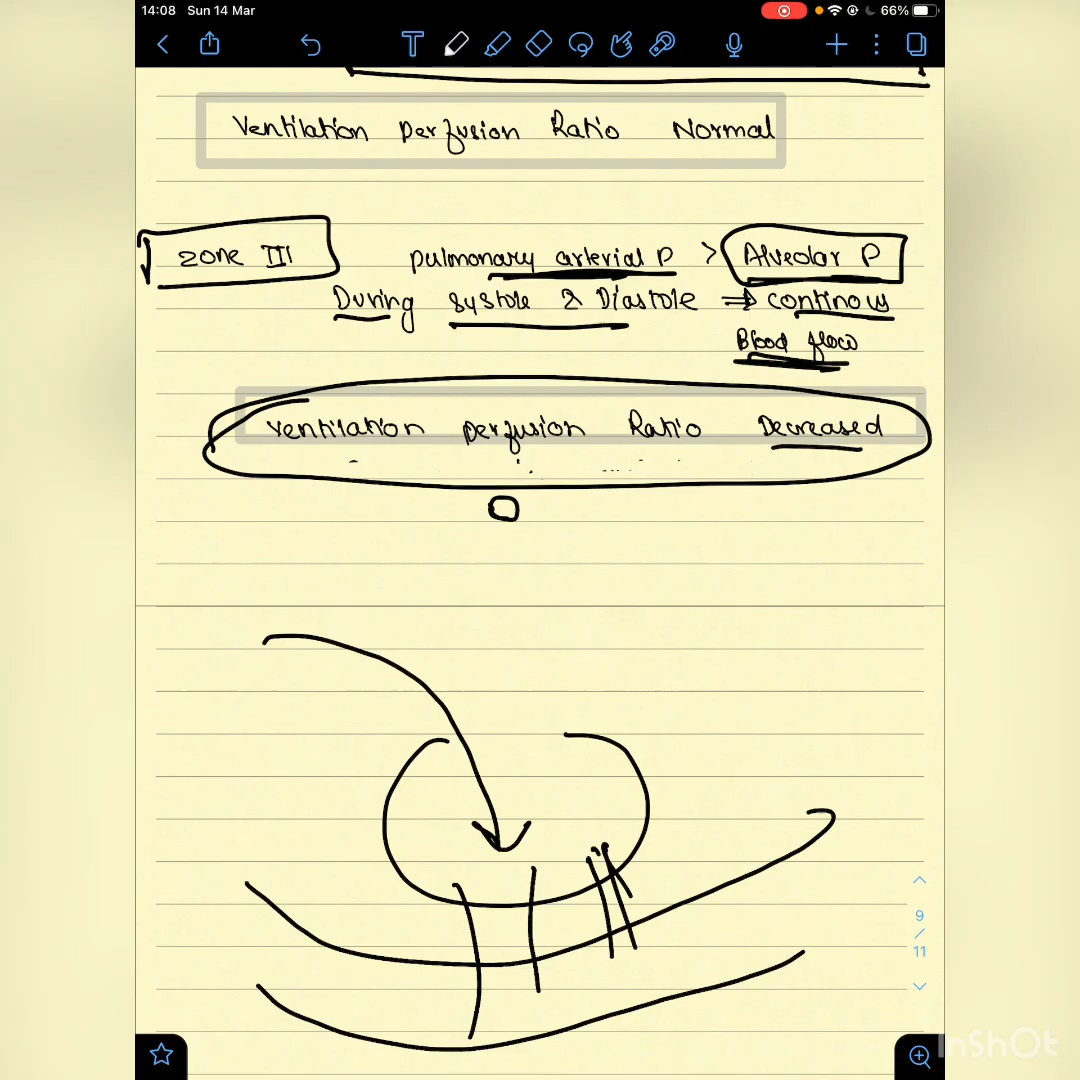 14:08 Sun 14 Mar 66%
Ventilation perfusion Ratio Normal
zone III pulmonary arterial P > Alveolar P
During systole & Diastole ⇒ continous
Blood flow
ventilation perfusion Ratio Decreased
9
/
11
InShOt